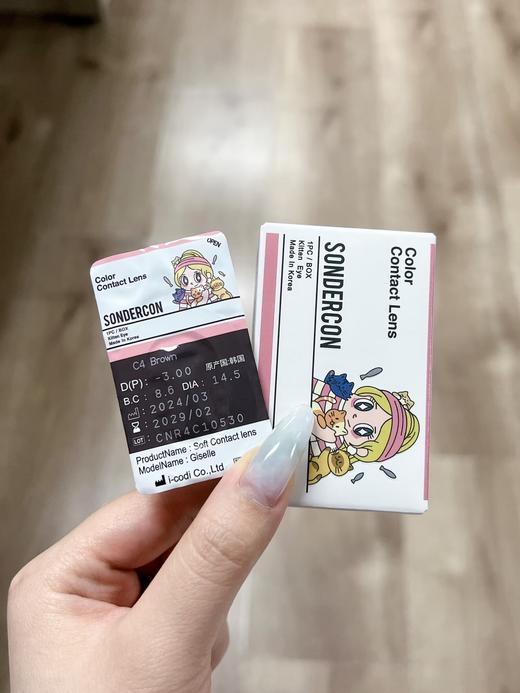 OPEN
Color
Contact Lens
SONDERCON
1PC / BOX
Kitten Eye
Made In Korea
C4 Brown
D(P): -3.00 原产国:韩国
B.C : 8.6 DIA : 14.5
: 2024/03
: 2029/02
LOT : CNR4C10530
ProductName : Soft Contact lens
ModelName : Giselle
i-codi Co.,Ltd
Color
Contact Lens
SONDERCON
1PC / BOX
Kitten Eye
Made In Korea